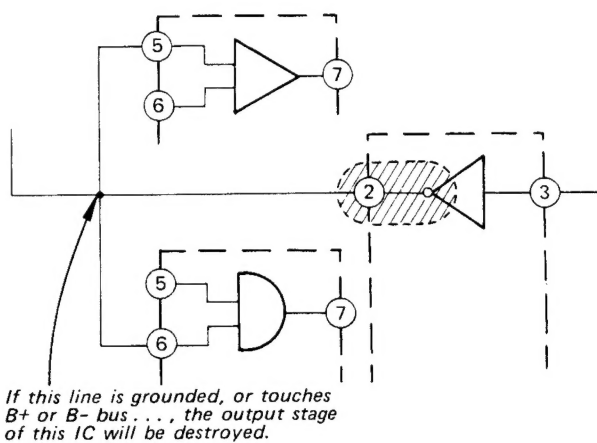 5
7
6
2
3
5
7
6
If this line is grounded, or touches
B+ or B- bus . . . . , the output stage
of this IC will be destroyed.